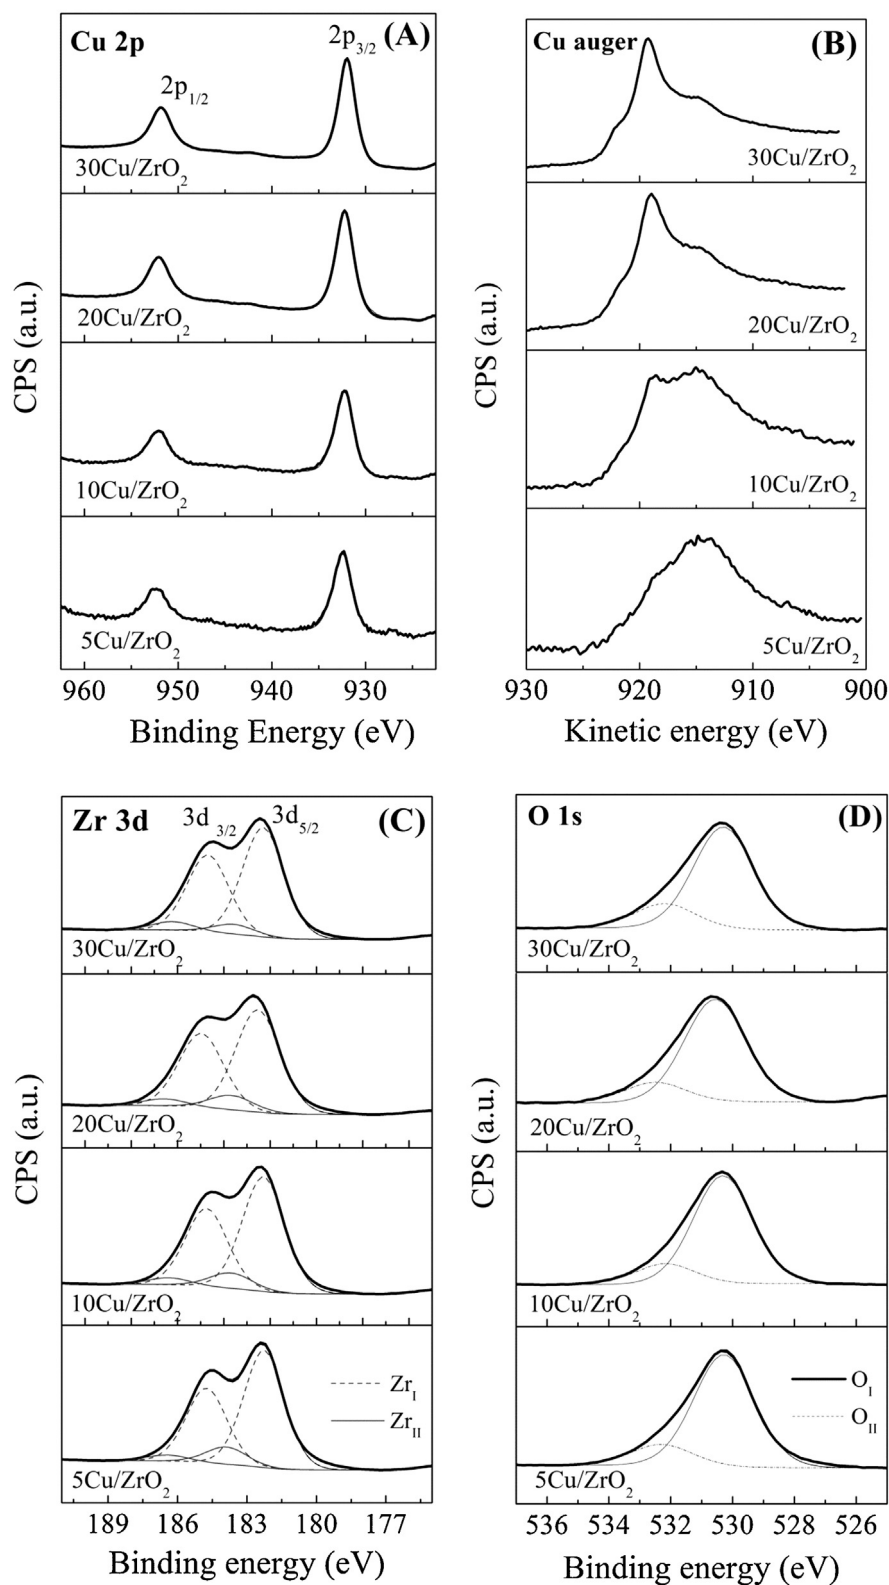 Cu 2p
2p3/2
(A)
2p1/2
30Cu/ZrO2
20Cu/ZrO2
10Cu/ZrO2
5Cu/ZrO2
CPS (a.u.)
960 950 940 930
Binding Energy (eV)
Cu auger
(B)
30Cu/ZrO2
20Cu/ZrO2
10Cu/ZrO2
5Cu/ZrO2
CPS (a.u.)
930 920 910 900
Kinetic energy (eV)
Zr 3d
3d3/2
3d5/2
(C)
30Cu/ZrO2
20Cu/ZrO2
10Cu/ZrO2
ZrI
ZrII
5Cu/ZrO2
CPS (a.u.)
189 186 183 180 177
Binding energy (eV)
O 1s
(D)
30Cu/ZrO2
20Cu/ZrO2
10Cu/ZrO2
OI
OII
5Cu/ZrO2
CPS (a.u.)
536 534 532 530 528 526
Binding energy (eV)